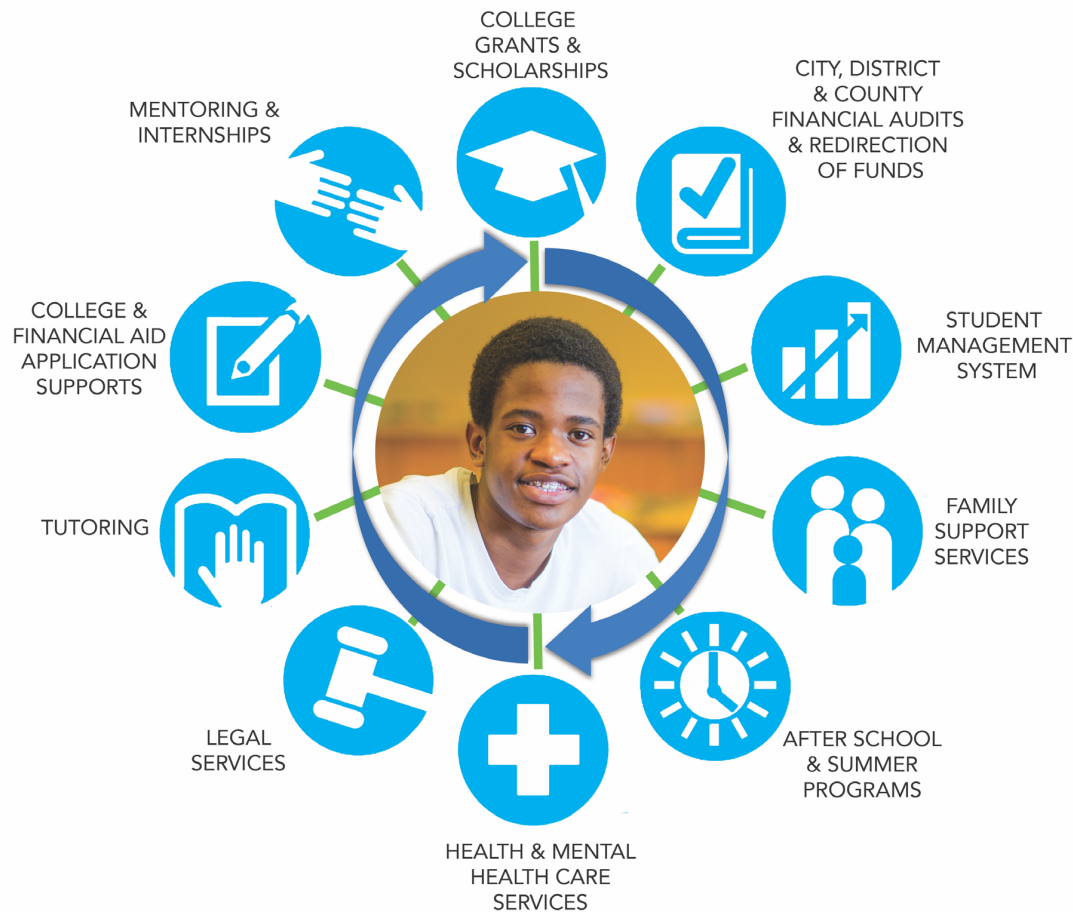 COLLEGE
GRANTS &
SCHOLARSHIPS
CITY, DISTRICT
& COUNTY
FINANCIAL AUDITS
& REDIRECTION
OF FUNDS
STUDENT
MANAGEMENT
SYSTEM
FAMILY
SUPPORT
SERVICES
AFTER SCHOOL
& SUMMER
PROGRAMS
HEALTH & MENTAL
HEALTH CARE
SERVICES
LEGAL
SERVICES
TUTORING
COLLEGE &
FINANCIAL AID
APPLICATION
SUPPORTS
MENTORING &
INTERNSHIPS